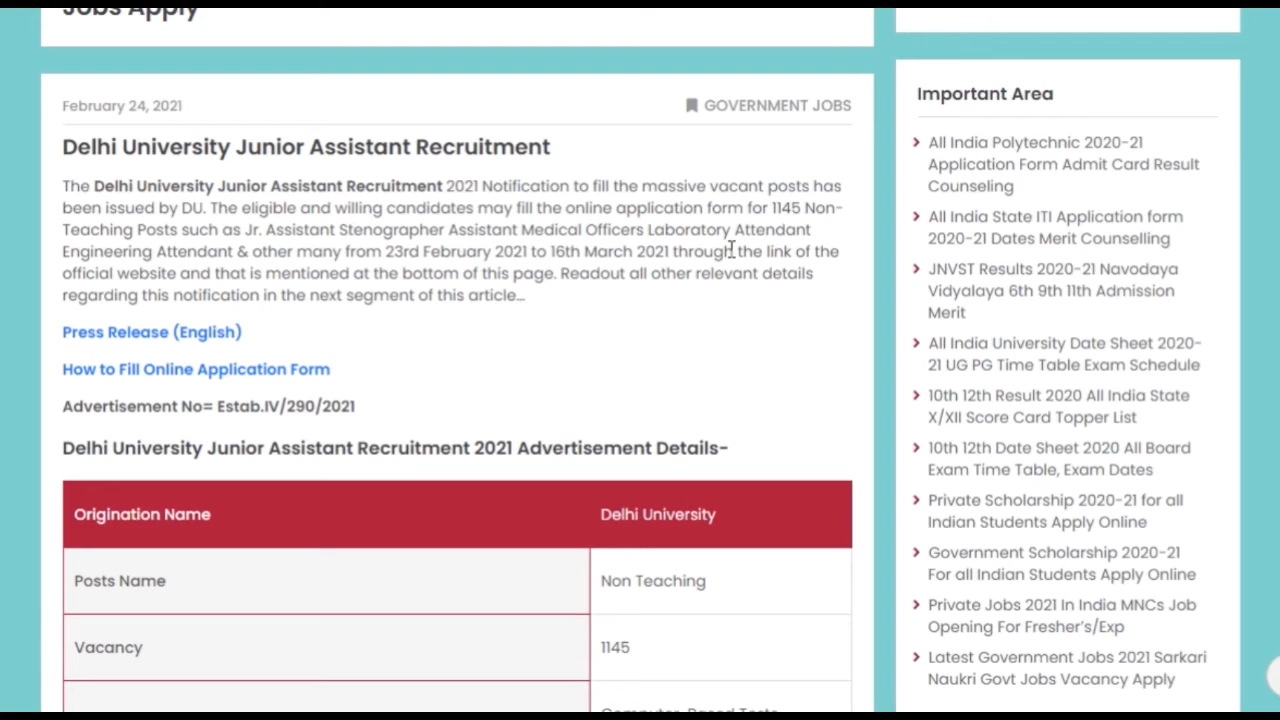 Jobs Apply
February 24, 2021
GOVERNMENT JOBS
Delhi University Junior Assistant Recruitment
The Delhi University Junior Assistant Recruitment 2021 Notification to fill the massive vacant posts has
been issued by DU. The eligible and willing candidates may fill the online application form for 1145 Non-
Teaching Posts such as Jr. Assistant Stenographer Assistant Medical Officers Laboratory Attendant
Engineering Attendant & other many from 23rd February 2021 to 16th March 2021 through the link of the
official website and that is mentioned at the bottom of this page. Readout all other relevant details
regarding this notification in the next segment of this article…
Press Release (English)
How to Fill Online Application Form
Advertisement No= Estab.IV/290/2021
Delhi University Junior Assistant Recruitment 2021 Advertisement Details-
Origination Name
Delhi University
Posts Name
Non Teaching
Vacancy
1145
Computer-Based Tests
Important Area
All India Polytechnic 2020-21
Application Form Admit Card Result
Counseling
All India State ITI Application form
2020-21 Dates Merit Counselling
JNVST Results 2020-21 Navodaya
Vidyalaya 6th 9th 11th Admission
Merit
All India University Date Sheet 2020-
21 UG PG Time Table Exam Schedule
10th 12th Result 2020 All India State
X/XII Score Card Topper List
10th 12th Date Sheet 2020 All Board
Exam Time Table, Exam Dates
Private Scholarship 2020-21 for all
Indian Students Apply Online
Government Scholarship 2020-21
For all Indian Students Apply Online
Private Jobs 2021 In India MNCs Job
Opening For Fresher's/Exp
Latest Government Jobs 2021 Sarkari
Naukri Govt Jobs Vacancy Apply